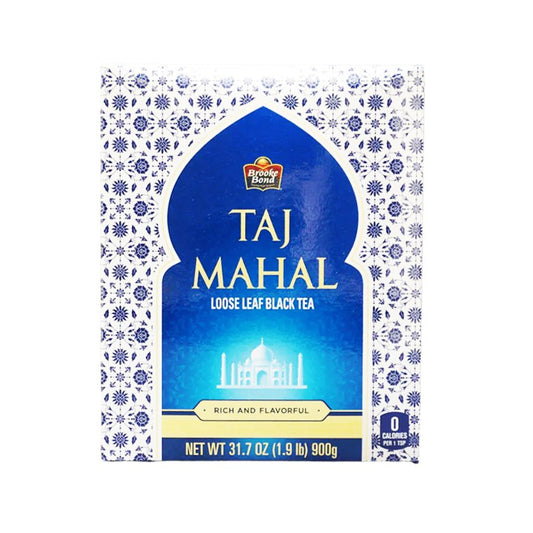 Brooke
Bond
TAJ
MAHAL
LOOSE LEAF BLACK TEA
RICH AND FLAVORFUL
0
CALORIES
PER 1 TSP
NET WT 31.7 OZ (1.9 lb) 900g